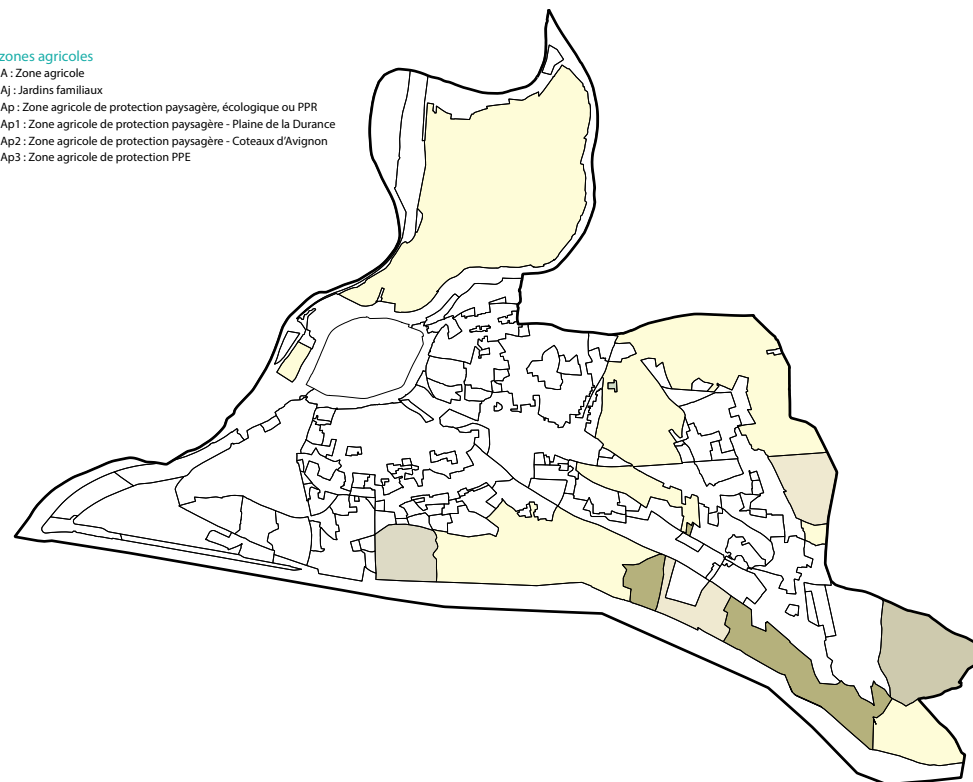 zones agricoles
A : Zone agricole
Aj : Jardins familiaux
Ap : Zone agricole de protection paysagère, écologique ou PPR
Ap1 : Zone agricole de protection paysagère - Plaine de la Durance
Ap2 : Zone agricole de protection paysagère - Coteaux d'Avignon
Ap3 : Zone agricole de protection PPE